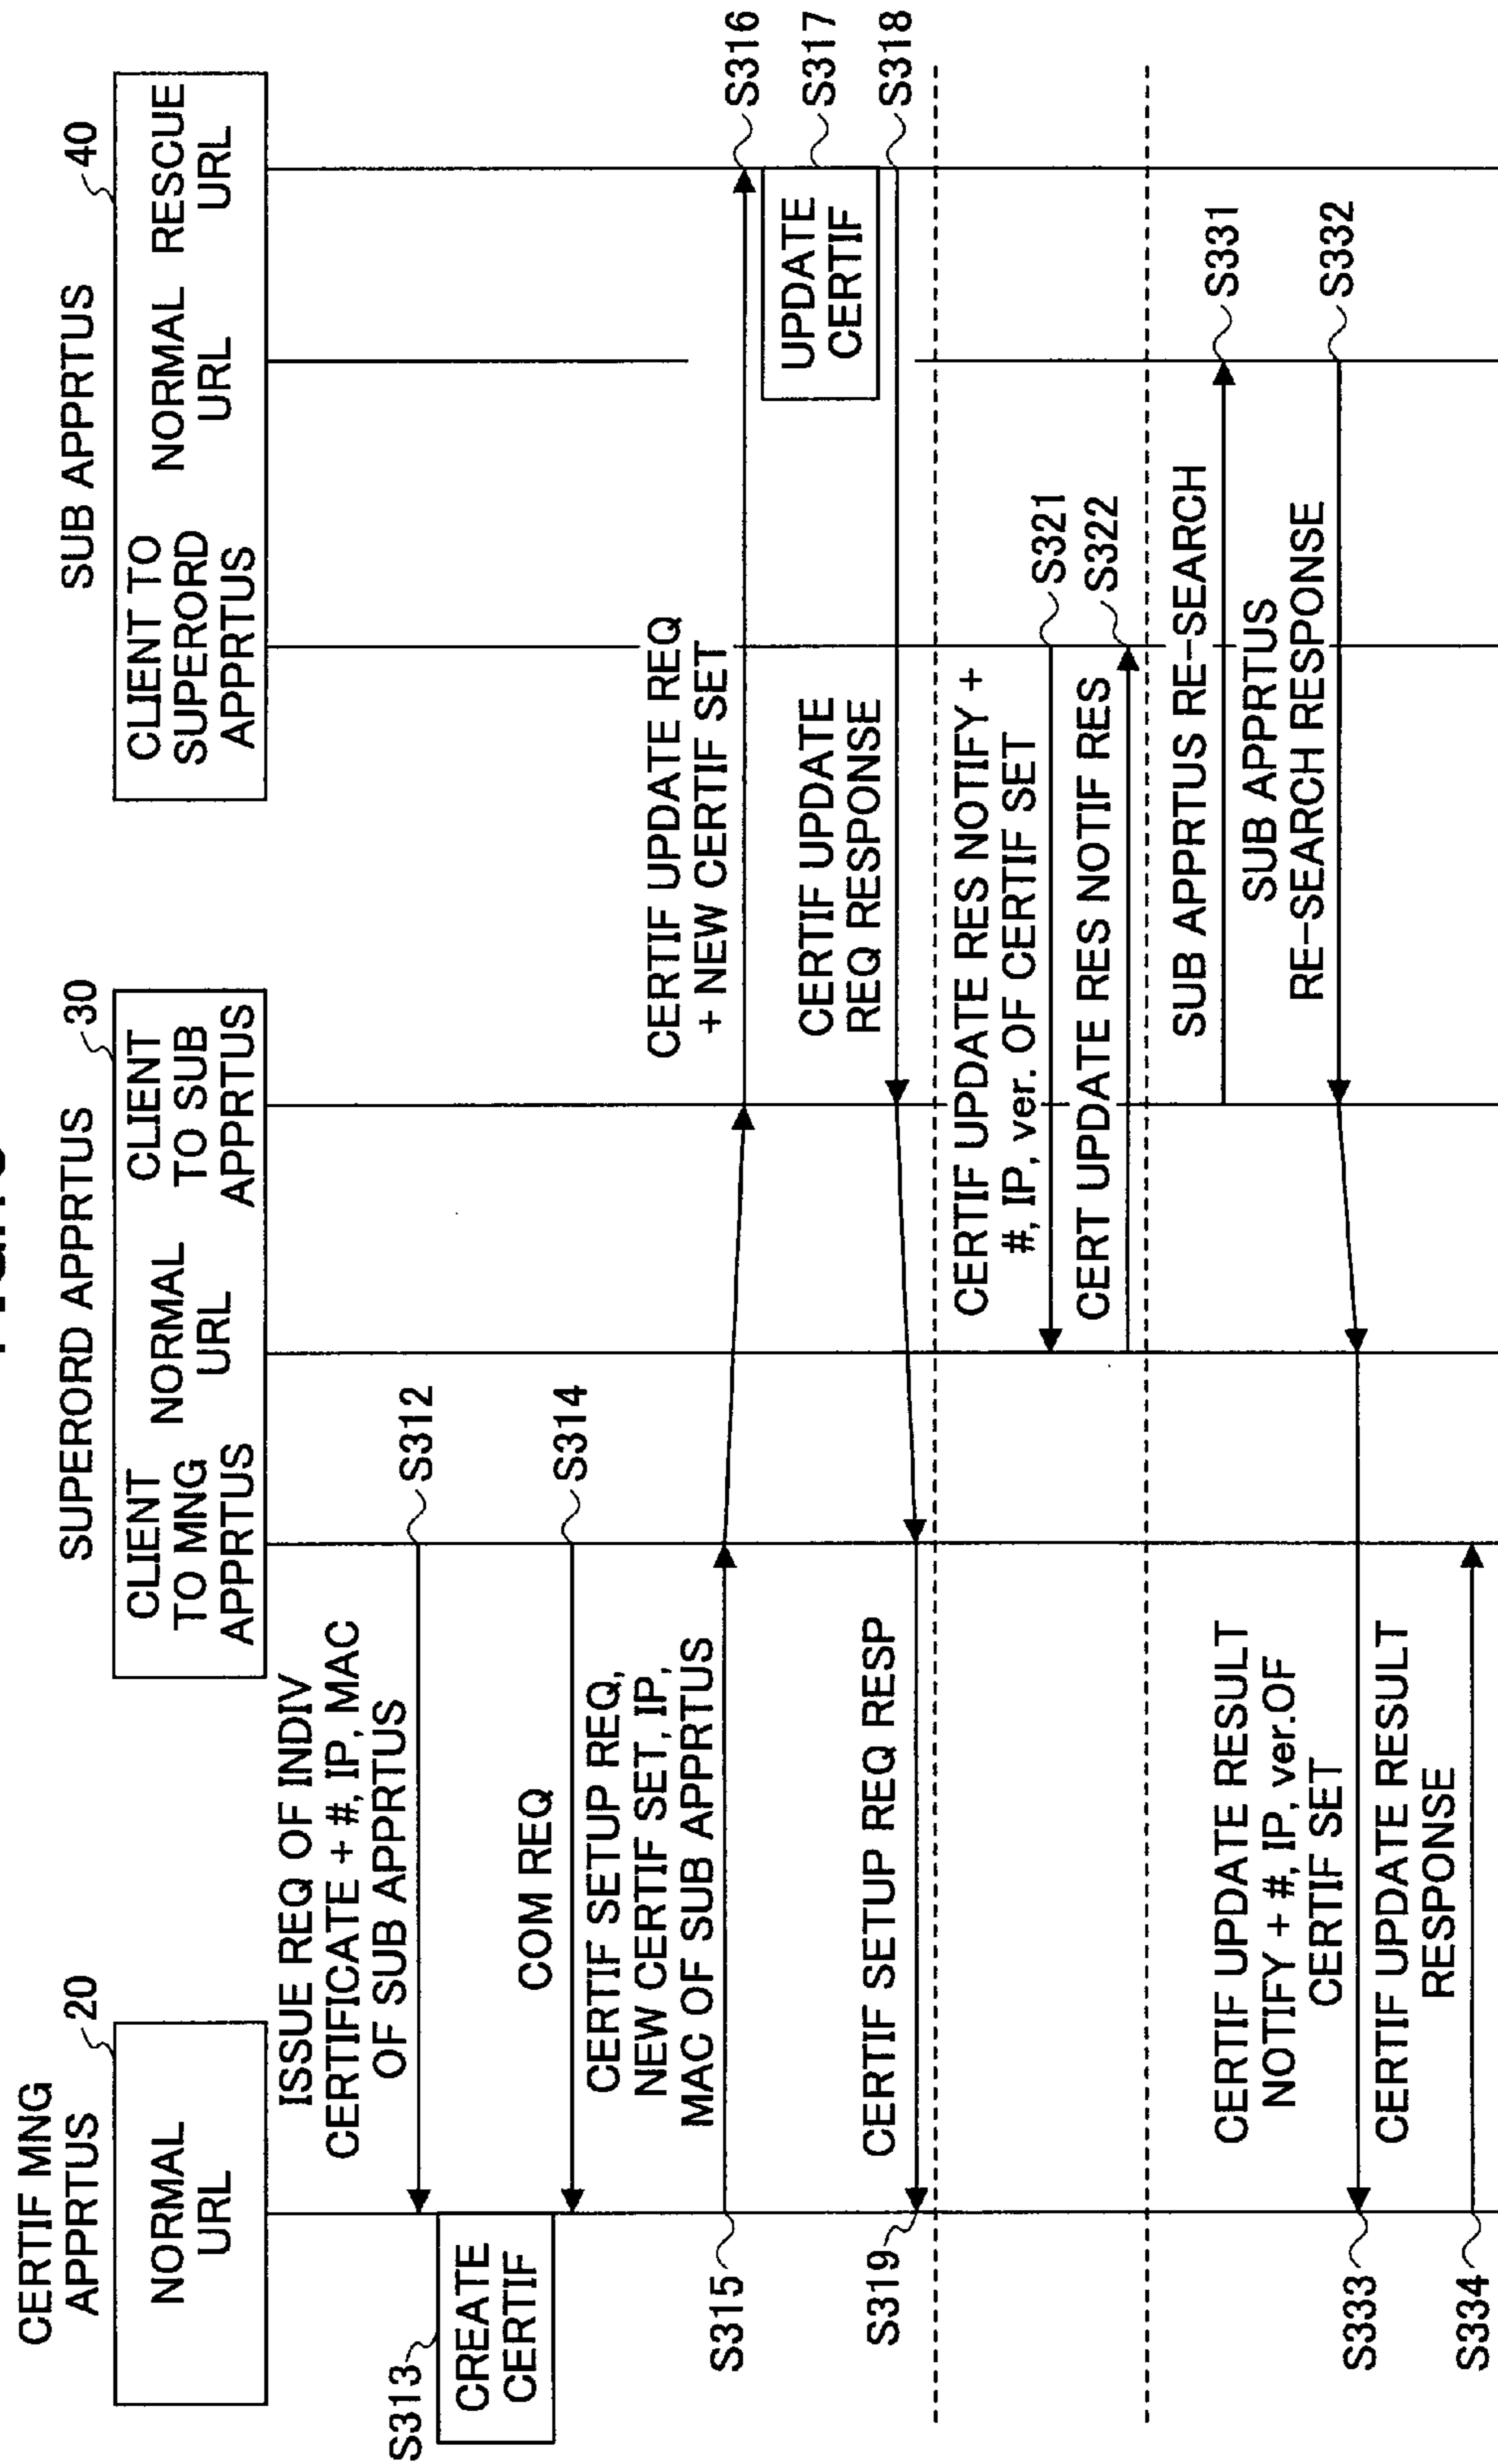 CERTIF MNG
APPRTUS
20
NORMAL
URL
SUPERORD APPRTUS
30
CLIENT
TO MNG
APPRTUS
NORMAL
URL
CLIENT
TO SUB
APPRTUS
SUB APPRTUS
40
CLIENT TO
SUPERORD
APPRTUS
NORMAL
URL
RESCUE
URL
ISSUE REQ OF INDIV
CERTIFICATE + #, IP, MAC
OF SUB APPRTUS
S312
S313
CREATE
CERTIF
COM REQ
S314
CERTIF SETUP REQ,
NEW CERTIF SET, IP,
MAC OF SUB APPRTUS
S315
CERTIF UPDATE REQ
+ NEW CERTIF SET
S316
UPDATE
CERTIF
S317
CERTIF UPDATE
REQ RESPONSE
S318
CERTIF SETUP REQ RESP
S319
CERTIF UPDATE RES NOTIFY +
#, IP, ver. OF CERTIF SET
S321
CERT UPDATE RES NOTIF RES
S322
SUB APPRTUS RE-SEARCH
S331
SUB APPRTUS
RE-SEARCH RESPONSE
S332
CERTIF UPDATE RESULT
NOTIFY + #, IP, ver.OF
CERTIF SET
S333
CERTIF UPDATE RESULT
RESPONSE
S334